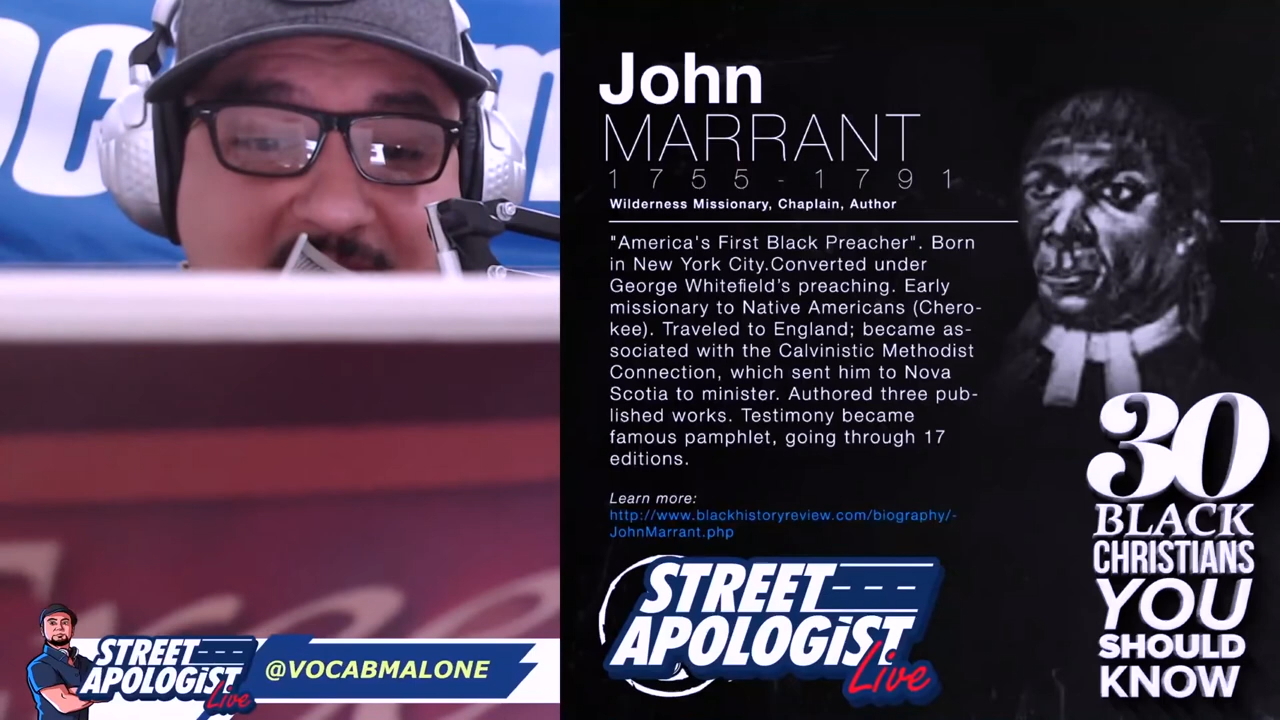 John
MARRANT
1755-1791
Wilderness Missionary, Chaplain, Author
"America's First Black Preacher". Born
in New York City.Converted under
George Whitefield's preaching. Early
missionary to Native Americans (Chero-
kee). Traveled to England; became as-
sociated with the Calvinistic Methodist
Connection, which sent him to Nova
Scotia to minister. Authored three pub-
lished works. Testimony became
famous pamphlet, going through 17
editions.
Learn more:
http://www.blackhistoryreview.com/biography/-
JohnMarrant.php
STREET
APOLOGiST
Live
30
BLACK
CHRISTIANS
YOU
SHOULD
KNOW
STREET
APOLOGiST
Live
@VOCABMALONE